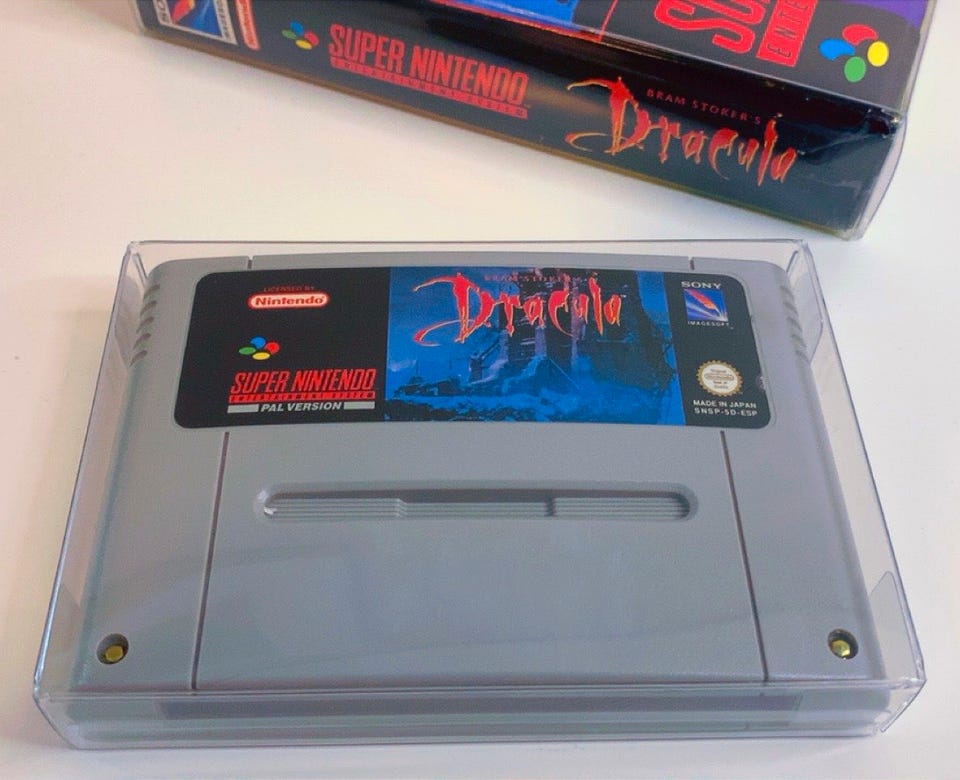 SUPER NINTENDO
ENTERTAINMENT SYSTEM
BRAM STOKER'S
Dracula
LICENSED BY
Nintendo
BRAM STOKER'S
Dracula
SONY
IMAGESOFT
SUPER NINTENDO
ENTERTAINMENT SYSTEM
PAL VERSION
MADE IN JAPAN
SNSP-5D-ESP